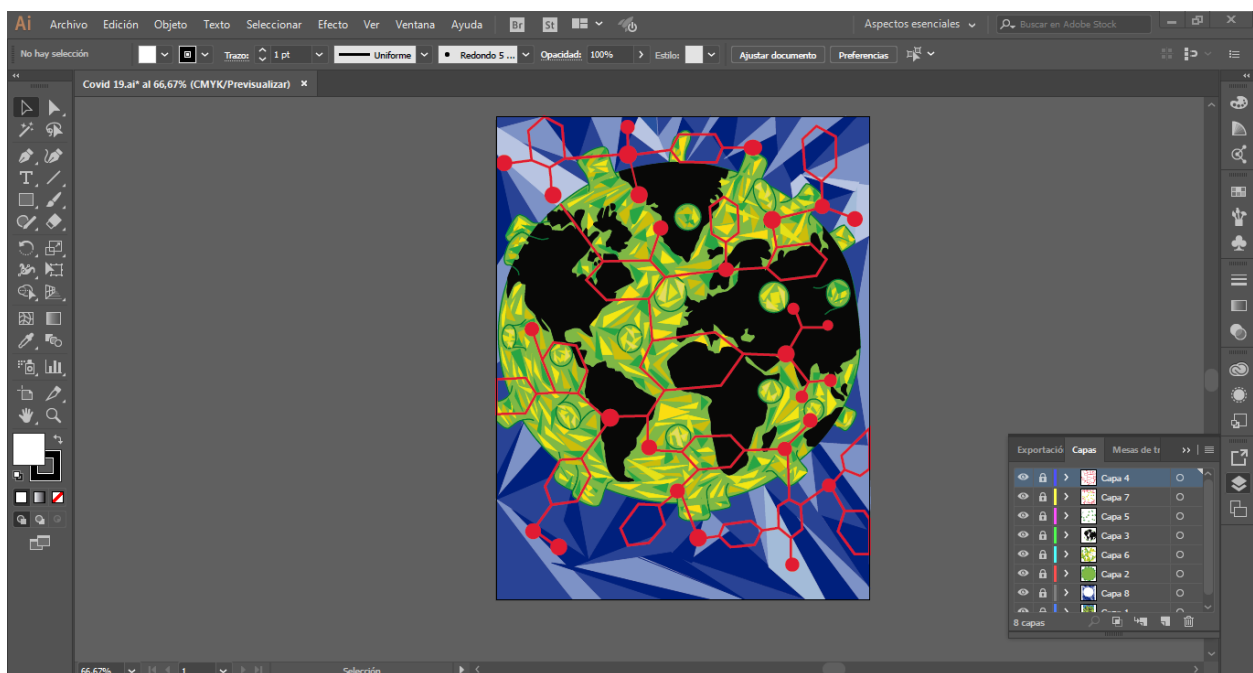 Ai Archivo Edición Objeto Texto Seleccionar Efecto Ver Ventana Ayuda Br St Aspectos esenciales Buscar en Adobe Stock
No hay selección Trazo: 1 pt Uniforme Redondo 5 ... Opacidad: 100% Estilo: Ajustar documento Preferencias
Covid 19.ai* al 66,67% (CMYK/Previsualizar)
Exportació Capas Mesas de tr
Capa 4
Capa 7
Capa 5
Capa 3
Capa 6
Capa 2
Capa 8
8 capas
66,67% 1 Selección